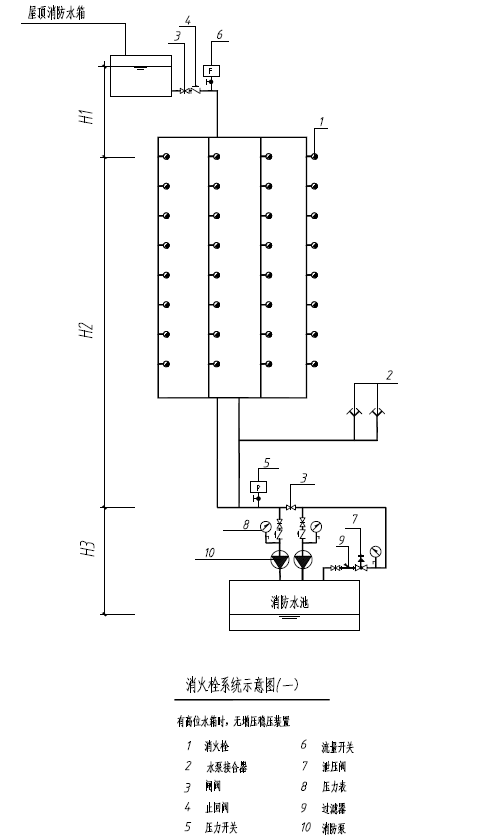 屋顶消防水箱
4
3
6
F
H1
1
H2
2
5
P
3
8
7
9
10
H3
消防水池
消火栓系统示意图(一)
有高位水箱时，无增压稳压装置
1 消火栓
2 水泵接合器
3 闸阀
4 止回阀
5 压力开关
6 流量开关
7 泄压阀
8 压力表
9 过滤器
10 消防泵